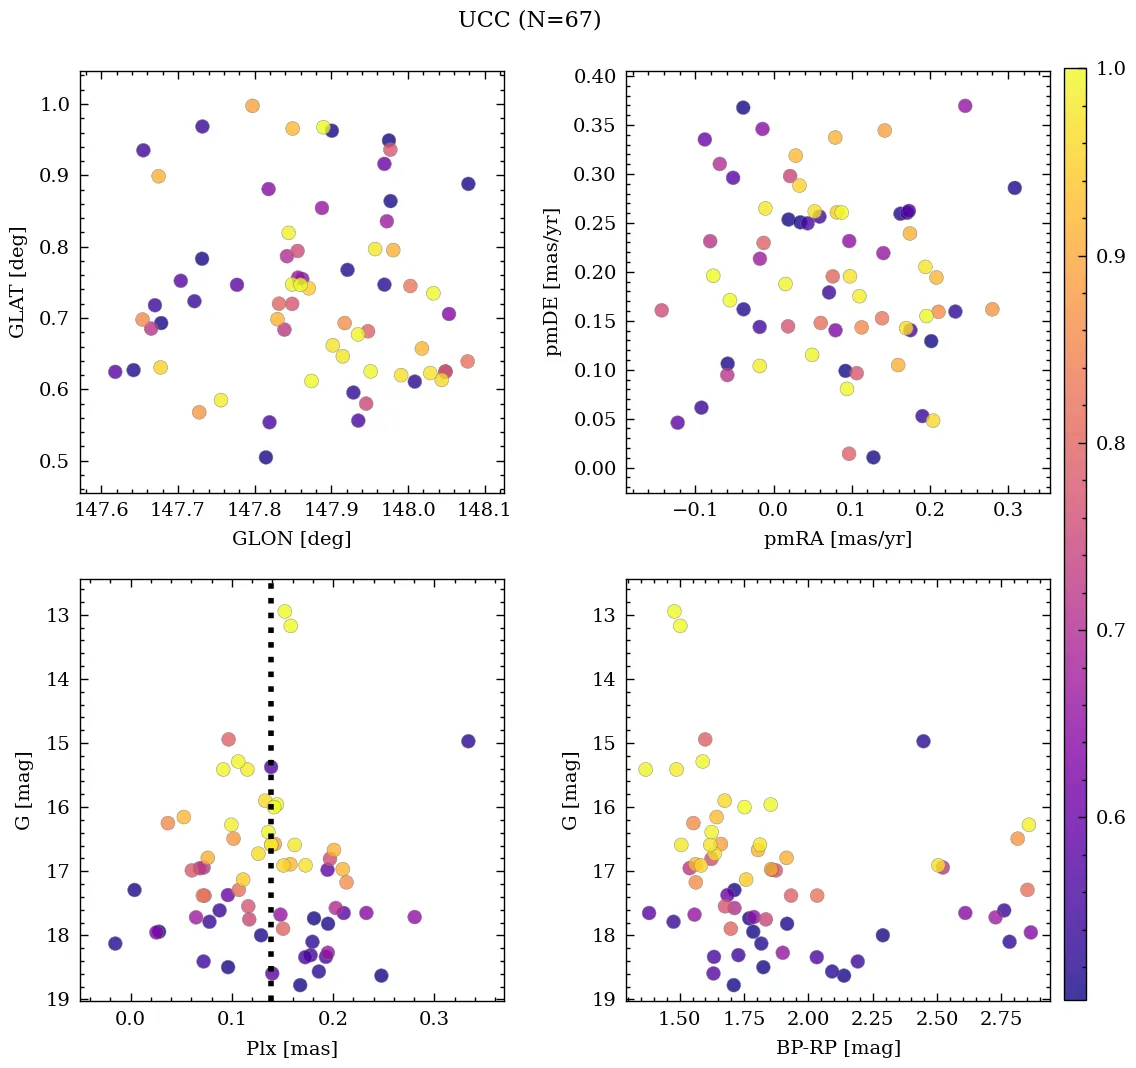 UCC (N=67)
1.0
0.9
0.8
0.7
0.6
0.5
GLAT [deg]
147.6 147.7 147.8 147.9 148.0 148.1
GLON [deg]
0.40
0.35
0.30
0.25
0.20
0.15
0.10
0.05
0.00
pmDE [mas/yr]
−0.1 0.0 0.1 0.2 0.3
pmRA [mas/yr]
1.0
0.9
0.8
0.7
0.6
13
14
15
16
17
18
19
G [mag]
0.0 0.1 0.2 0.3
Plx [mas]
13
14
15
16
17
18
19
G [mag]
1.50 1.75 2.00 2.25 2.50 2.75
BP-RP [mag]